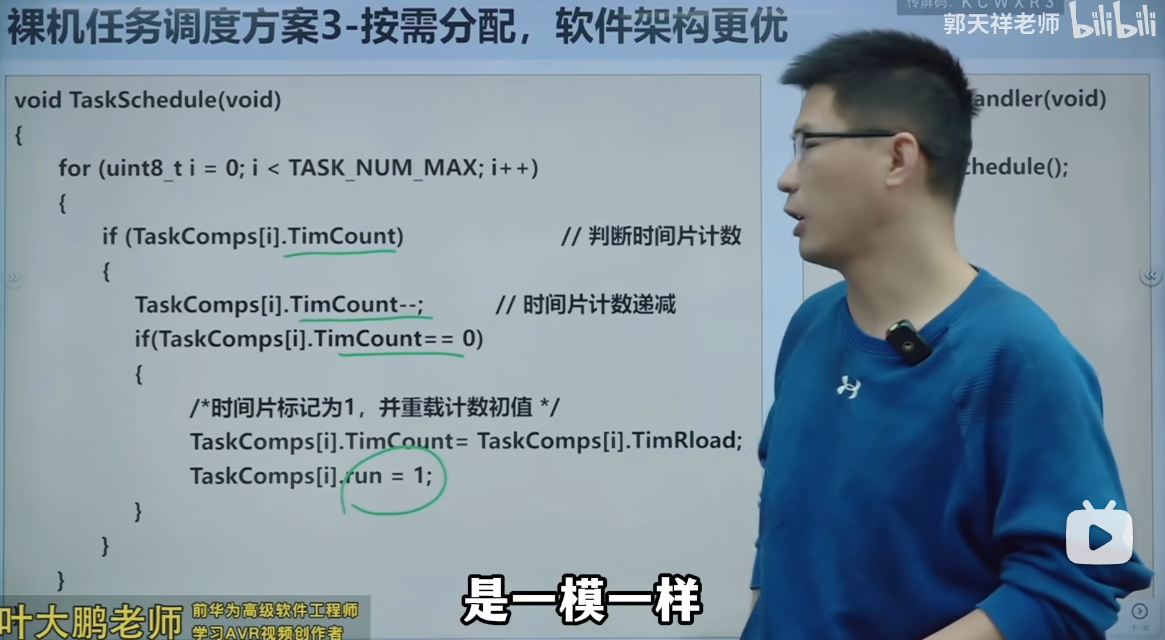 传屏码: K C W X R 3
裸机任务调度方案3-按需分配，软件架构更优
郭天祥老师 bilibili
void TaskSchedule(void)
{
for (uint8_t i = 0; i < TASK_NUM_MAX; i++)
{
if (TaskComps[i].TimCount) // 判断时间片计数
{
TaskComps[i].TimCount--; // 时间片计数递减
if(TaskComps[i].TimCount== 0)
{
/*时间片标记为1，并重载计数初值 */
TaskComps[i].TimCount= TaskComps[i].TimRload;
TaskComps[i].run = 1;
}
}
}
andler(void)
chedule();
是一模一样
叶大鹏老师
前华为高级软件工程师
学习AVR视频创作者